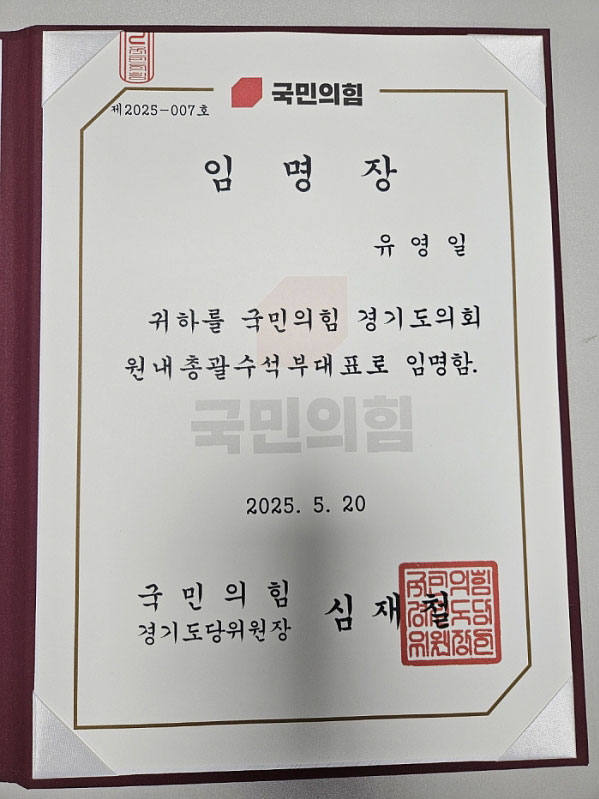 국민의힘
제2025-007호
임 명 장
유 영 일
귀하를 국민의힘 경기도의회
원내총괄수석부대표로 임명함.
국민의힘
2025. 5. 20
국 민 의 힘
경기도당위원장
심 재 철